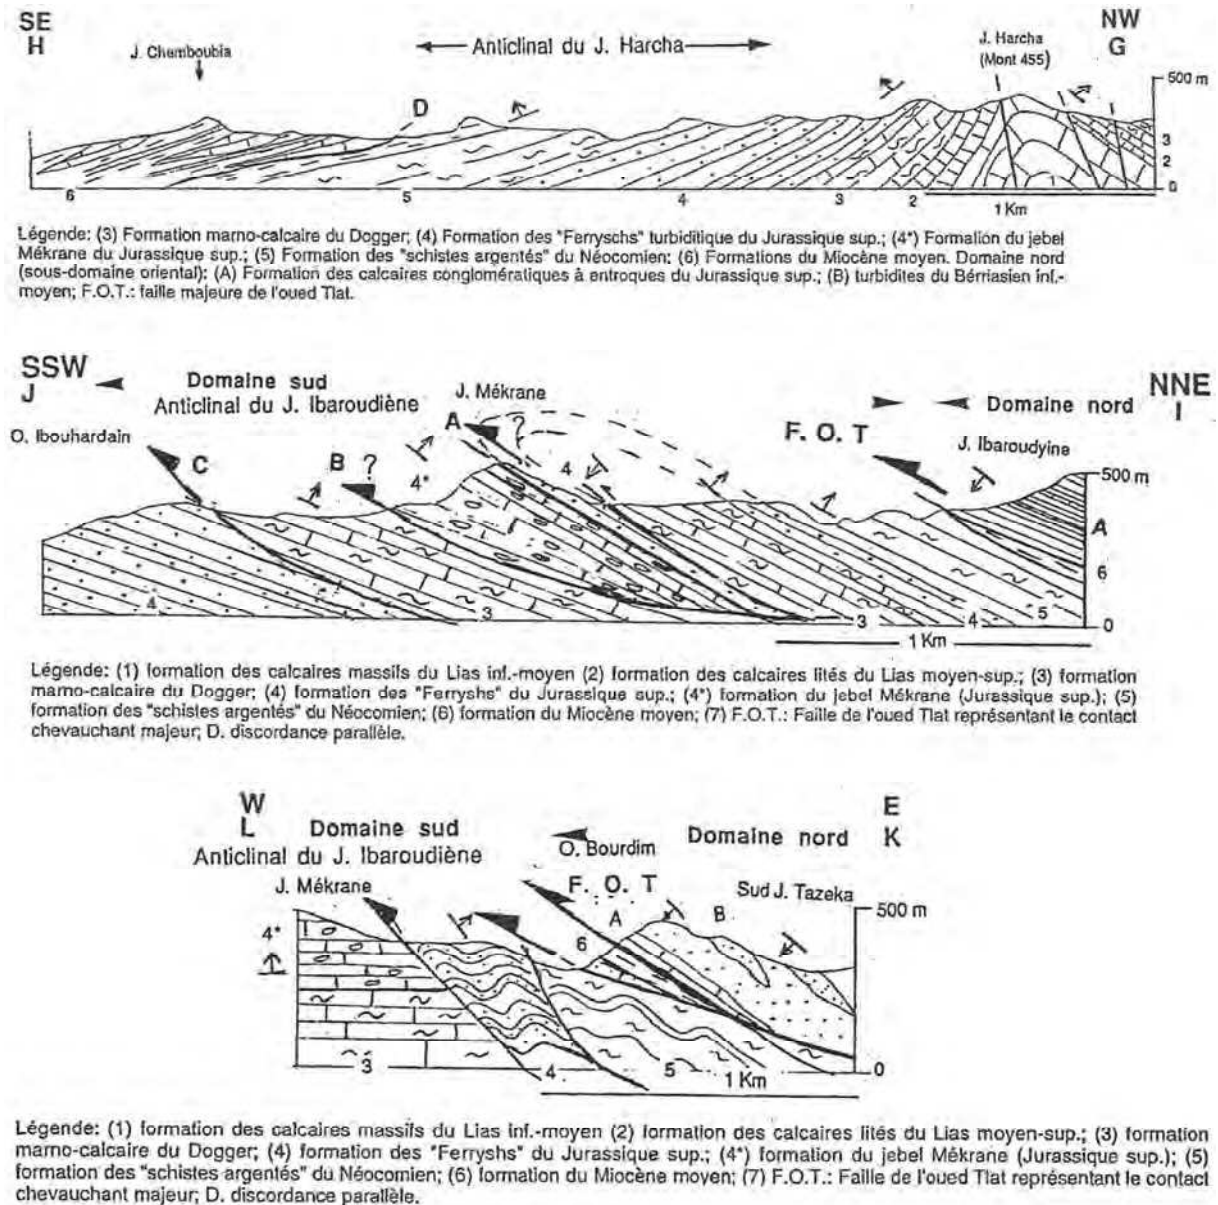 SE
H
NW
G
J. Chemboubia
Anticlinal du J. Harcha
J. Harcha
(Mont 455)
500 m
D
3
2
0
6
5
4
3
2
1 Km
Légende: (3) Formation marno-calcaire du Dogger; (4) Formation des "Ferryschs" turbiditique du Jurassique sup.; (4*) Formation du jebel
Mékrane du Jurassique sup.; (5) Formation des "schistes argentés" du Néocomien; (6) Formations du Miocène moyen. Domaine nord
(sous-domaine oriental): (A) Formation des calcaires conglomératiques à entroques du Jurassique sup.; (B) turbidites du Bérriasien inf.-
moyen; F.O.T.: faille majeure de l'oued Tlat.
SSW
J
Domaine sud
Anticlinal du J. Ibaroudiène
J. Mékrane
NNE
I
Domaine nord
O. Ibouhardain
F. O. T
J. Ibaroudyine
A
?
C
B ?
4*
4
500 m
A
6
5
4
3
3
4
0
1 Km
Légende: (1) formation des calcaires massifs du Lias inf.-moyen (2) formation des calcaires lités du Lias moyen-sup.; (3) formation
marno-calcaire du Dogger; (4) formation des "Ferryshs" du Jurassique sup.; (4*) formation du jebel Mékrane (Jurassique sup.); (5)
formation des "schistes argentés" du Néocomien; (6) formation du Miocène moyen; (7) F.O.T.: Faille de l'oued Tlat représentant le contact
chevauchant majeur; D. discordance parallèle.
W
L
Domaine sud
Anticlinal du J. Ibaroudiène
J. Mékrane
E
K
Domaine nord
O. Bourdim
F. O. T
Sud J. Tazeka
500 m
4*
6
A
B
3
4
5
1 Km
0
Légende: (1) formation des calcaires massifs du Lias inf.-moyen (2) formation des calcaires lités du Lias moyen-sup.; (3) formation
marno-calcaire du Dogger; (4) formation des "Ferryshs" du Jurassique sup.; (4*) formation du jebel Mékrane (Jurassique sup.); (5)
formation des "schistes argentés" du Néocomien; (6) formation du Miocène moyen; (7) F.O.T.: Faille de l'oued Tlat représentant le contact
chevauchant majeur; D. discordance parallèle.